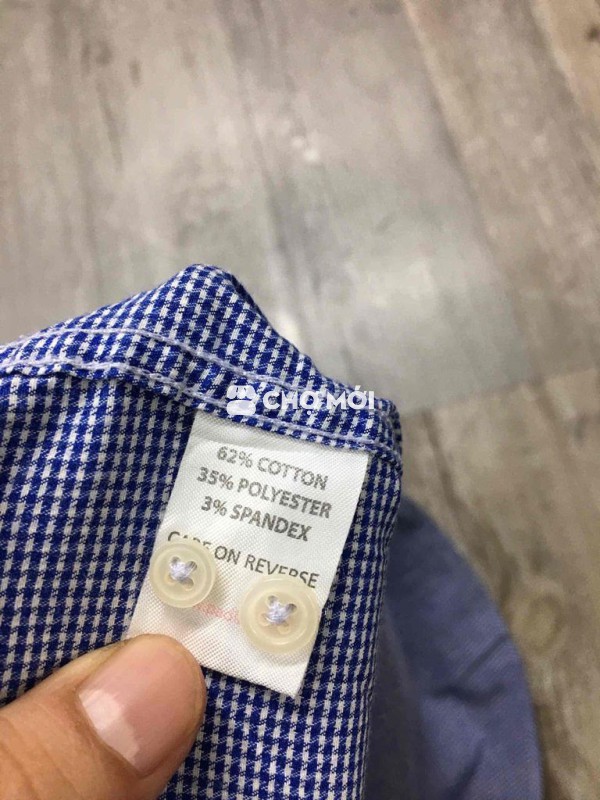 CHỢ MỚI
62% COTTON
35% POLYESTER
3% SPANDEX
CARE ON REVERSE